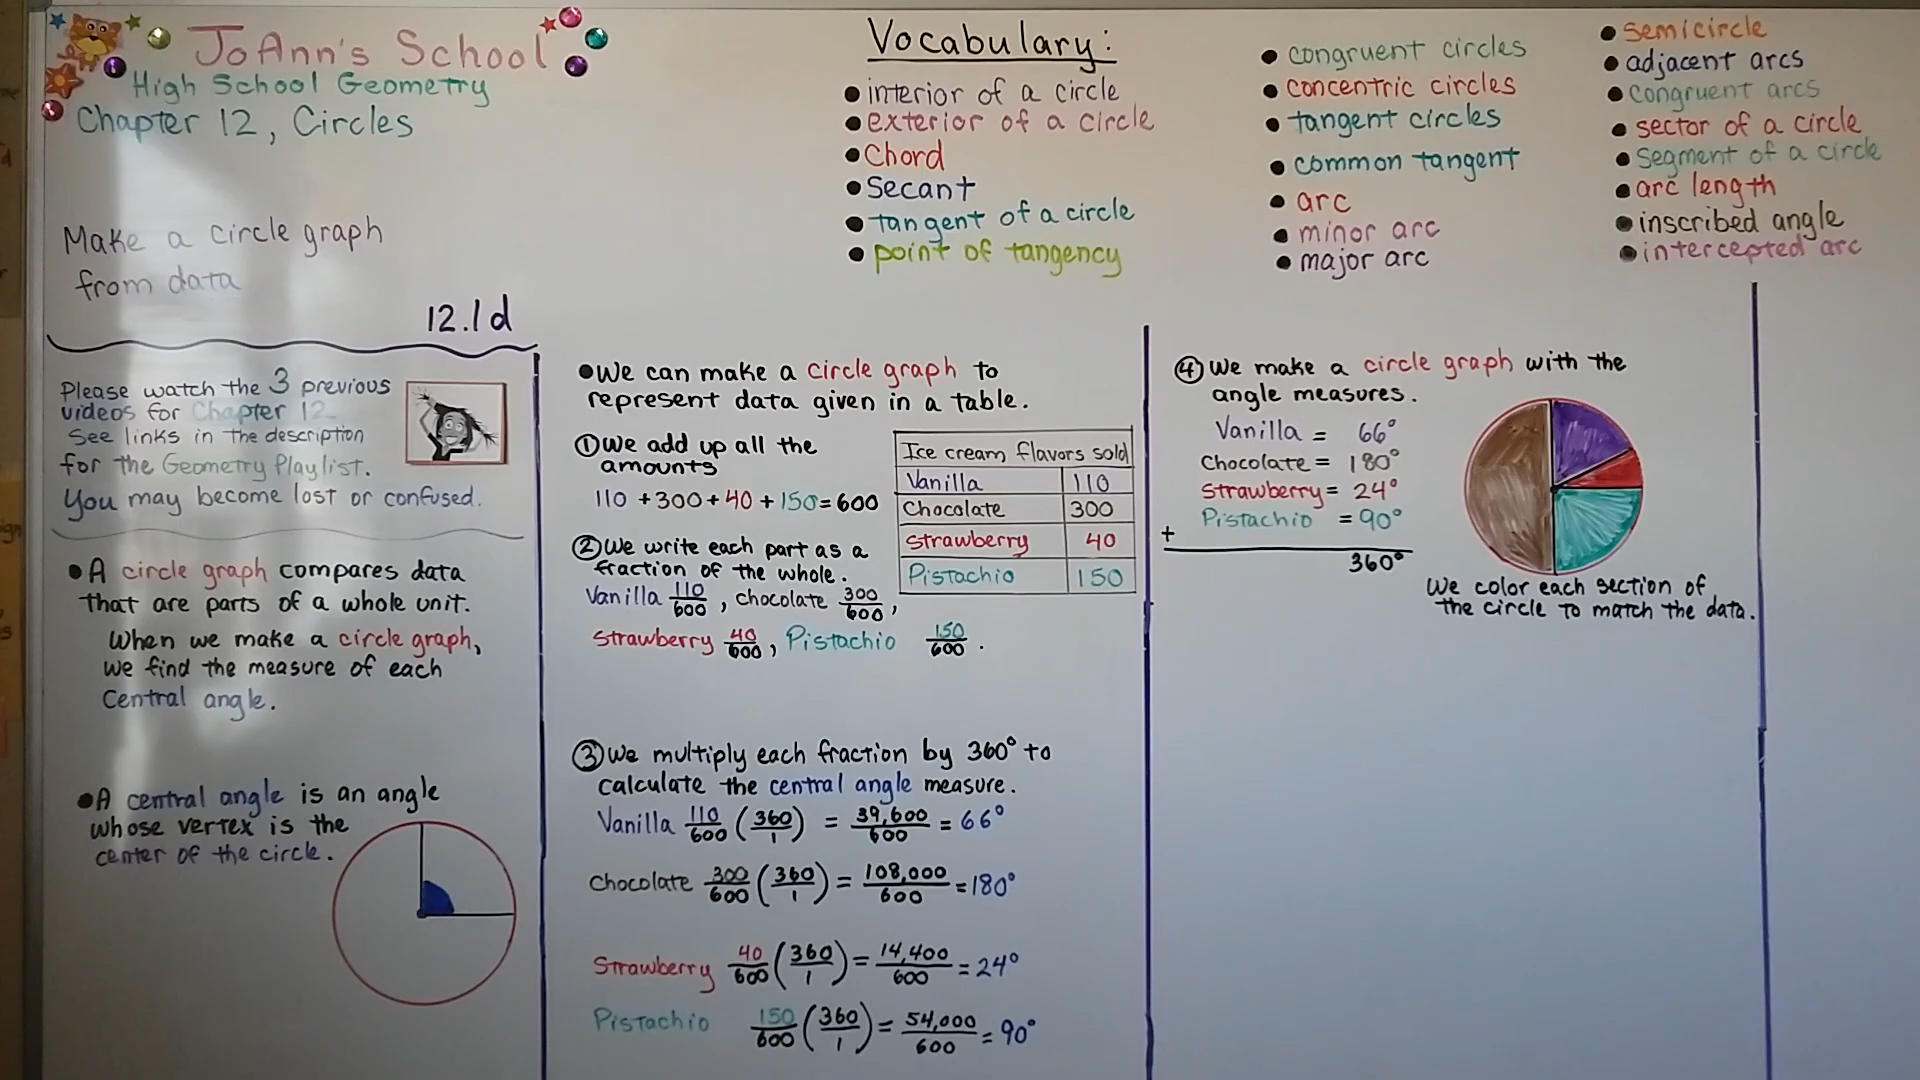 JoAnn's School
High School Geometry
Chapter 12, Circles
Make a circle graph
from data
12.1d
Vocabulary:
• interior of a circle
• exterior of a circle
• Chord
• Secant
• tangent of a circle
• point of tangency
• congruent circles
• concentric circles
• tangent circles
• common tangent
• arc
• minor arc
• major arc
• semicircle
• adjacent arcs
• congruent arcs
• sector of a circle
• segment of a circle
• arc length
• inscribed angle
• intercepted arc
Please watch the 3 previous
videos for Chapter 12
See links in the description
for the Geometry Playlist.
You may become lost or confused.
• A circle graph compares data
that are parts of a whole unit.
When we make a circle graph,
we find the measure of each
Central angle.
• A central angle is an angle
whose vertex is the
center of the circle.
• We can make a circle graph to
represent data given in a table.
① We add up all the
amounts
110 + 300 + 40 + 150 = 600
Ice cream flavors sold
Vanilla 110
Chocolate 300
Strawberry 40
Pistachio 150
② We write each part as a
fraction of the whole.
Vanilla 110/600, chocolate 300/600,
Strawberry 40/600, Pistachio 150/600.
③ We multiply each fraction by 360° to
calculate the central angle measure.
Vanilla 110/600 (360/1) = 39,600/600 = 66°
Chocolate 300/600 (360/1) = 108,000/600 = 180°
Strawberry 40/600 (360/1) = 14,400/600 = 24°
Pistachio 150/600 (360/1) = 54,000/600 = 90°
④ We make a circle graph with the
angle measures.
Vanilla = 66°
Chocolate = 180°
Strawberry = 24°
Pistachio = 90°
+
360°
We color each section of
the circle to match the data.